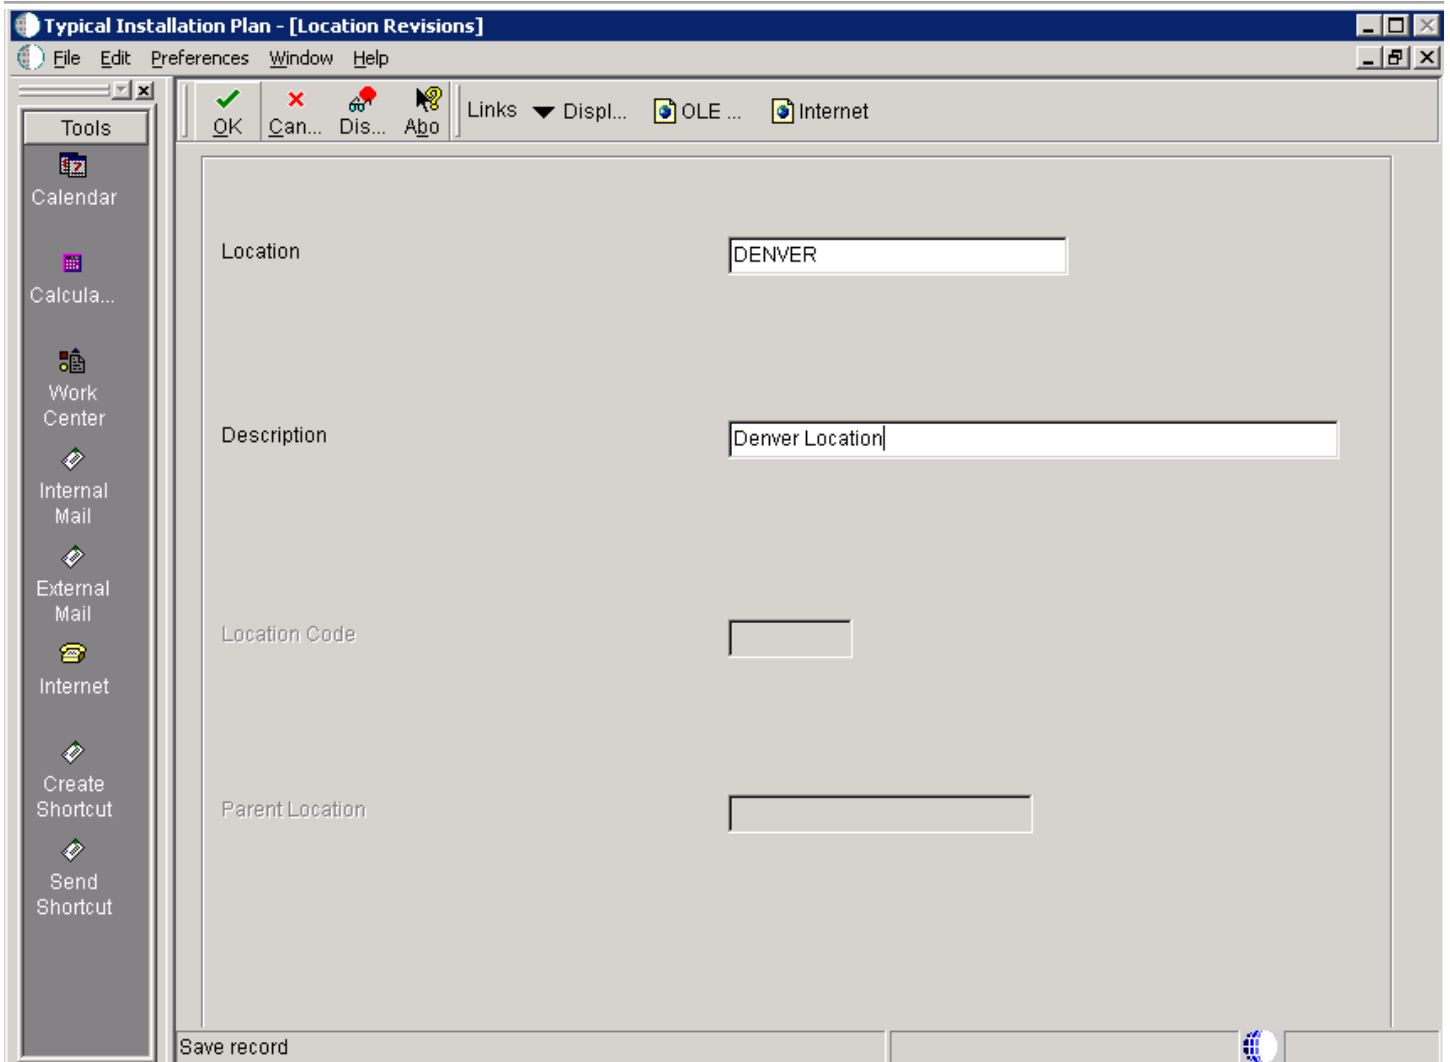 Typical Installation Plan - [Location Revisions]
File Edit Preferences Window Help
Tools
Calendar
Calcula...
Work
Center
Internal
Mail
External
Mail
Internet
Create
Shortcut
Send
Shortcut
OK Can... Dis... Abo Links Displ... OLE ... Internet
Location DENVER
Description Denver Location
Location Code
Parent Location
Save record